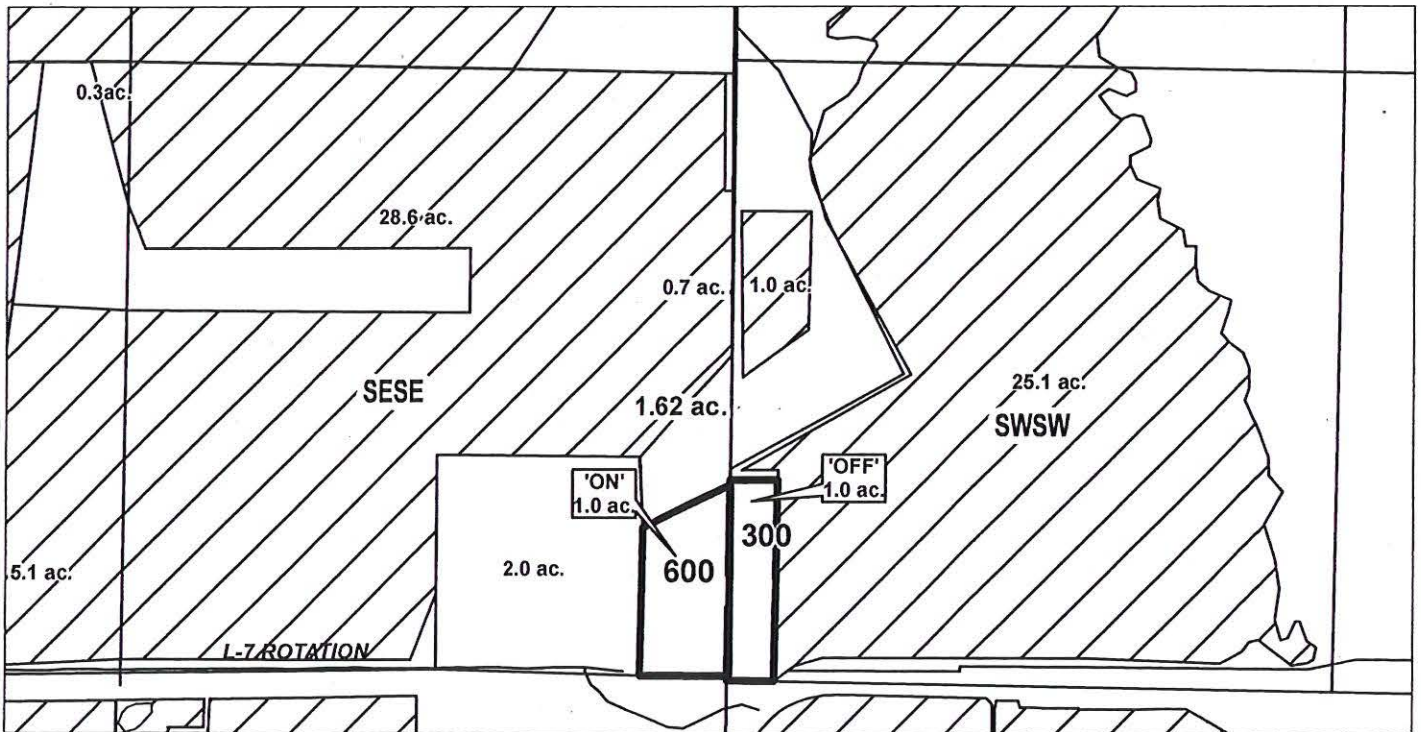 0.3ac.
28.6 ac.
0.7 ac.
1.0 ac.
SESE
1.62 ac.
25.1 ac.
SWSW
'ON'
1.0 ac.
'OFF'
1.0 ac.
300
600
5.1 ac.
2.0 ac.
L-7 ROTATION